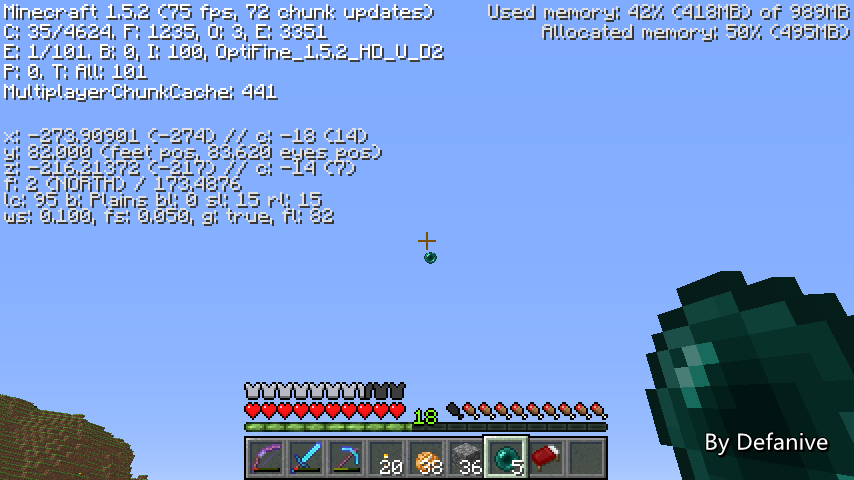 Minecraft 1.5.2 (75 fps, 72 chunk updates)
C: 35/4624. F: 1235, O: 3, E: 3351
E: 1/101. B: 0, I: 100, OptiFine_1.5.2_HD_U_D2
P: 0. T: All: 101
MultiplayerChunkCache: 441
Used memory: 42% (418MB) of 989MB
Allocated memory: 50% (495MB)
x: -273.90901 (-274) // c: -18 (14)
y: 82.000 (feet pos, 83.620 eyes pos)
z: -216.21372 (-217) // c: -14 (7)
f: 2 (NORTH) / 173.4876
lc: 95 b: Plains bl: 0 sl: 15 rl: 15
ws: 0.100, fs: 0.050, g: true, fl: 82
18
20 38 36 5
By Defanive